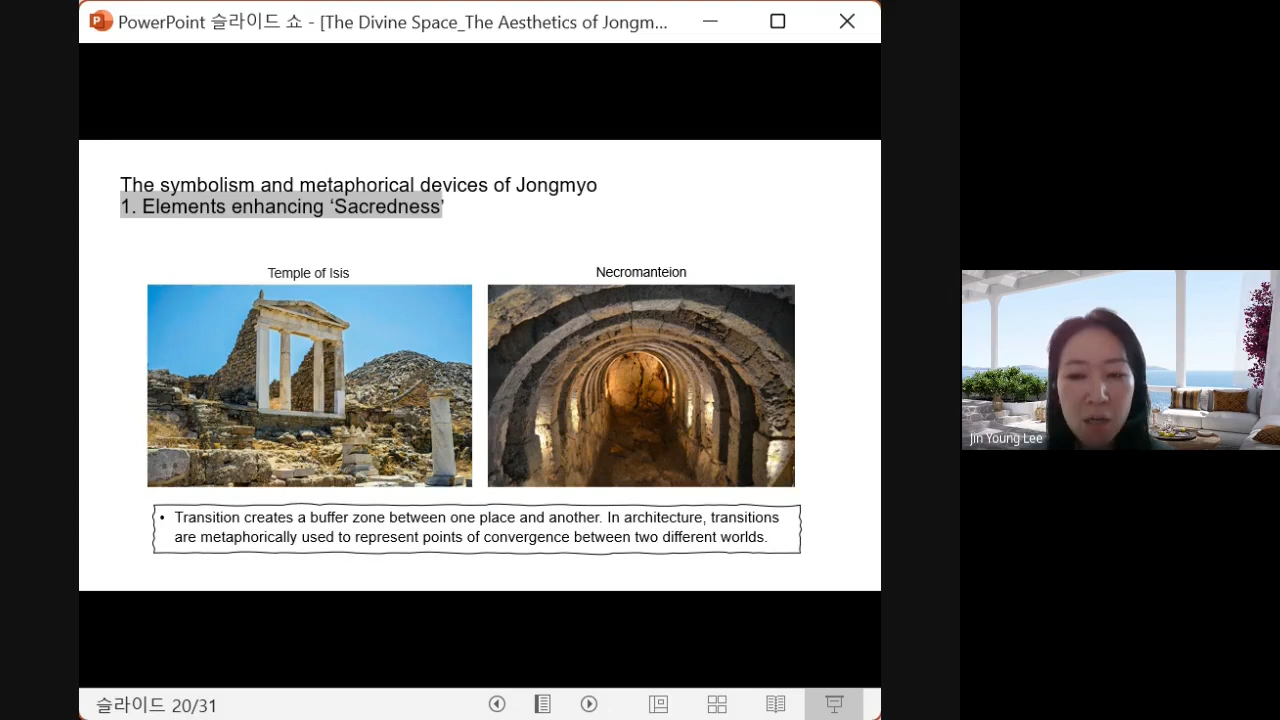 PowerPoint 슬라이드 쇼 - [The Divine Space_The Aesthetics of Jongm...
The symbolism and metaphorical devices of Jongmyo
1. Elements enhancing ‘Sacredness’
Temple of Isis
Necromanteion
• Transition creates a buffer zone between one place and another. In architecture, transitions
are metaphorically used to represent points of convergence between two different worlds.
Jin Young Lee
슬라이드 20/31